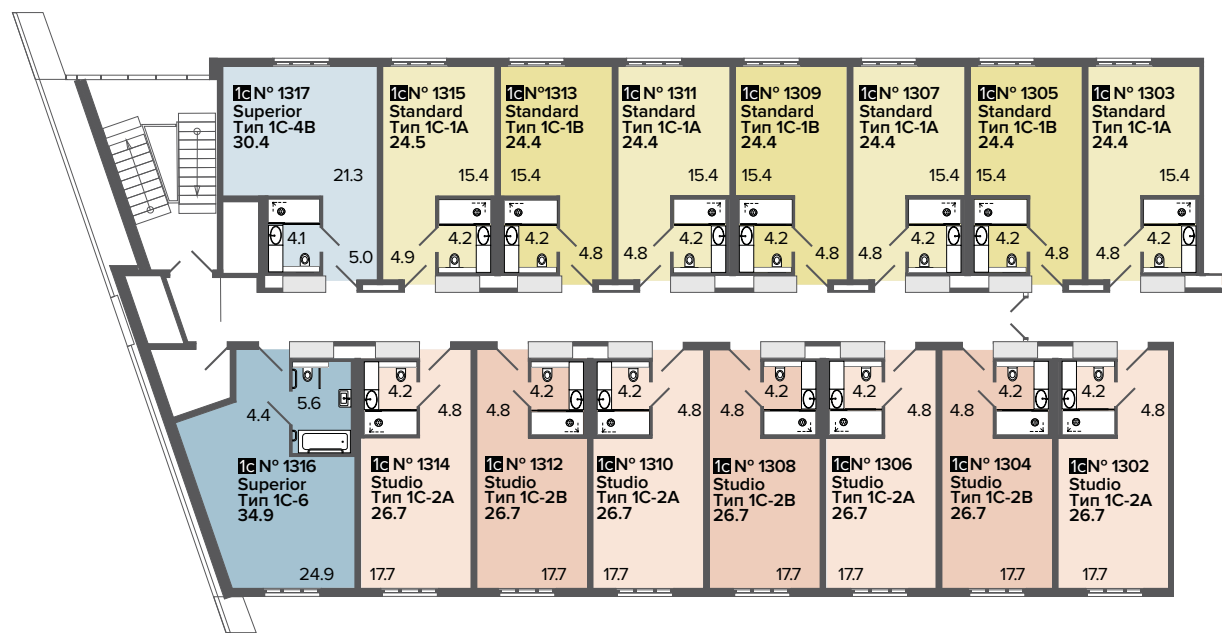 1c № 1317
Superior
Тип 1С-4В
30.4
21.3
4.1
5.0
1c № 1315
Standard
Тип 1С-1А
24.5
15.4
4.9
4.2
1c №1313
Standard
Тип 1С-1В
24.4
15.4
4.2
4.8
1c № 1311
Standard
Тип 1С-1А
24.4
15.4
4.8
4.2
1c № 1309
Standard
Тип 1С-1В
24.4
15.4
4.2
4.8
1c № 1307
Standard
Тип 1С-1А
24.4
15.4
4.8
4.2
1c № 1305
Standard
Тип 1С-1В
24.4
15.4
4.2
4.8
1c № 1303
Standard
Тип 1С-1А
24.4
15.4
4.8
4.2
4.4
5.6
1c № 1316
Superior
Тип 1С-6
34.9
24.9
4.2
4.8
1c № 1314
Studio
Тип 1С-2А
26.7
17.7
4.8
4.2
1c № 1312
Studio
Тип 1С-2В
26.7
17.7
4.2
4.8
1c № 1310
Studio
Тип 1С-2А
26.7
17.7
4.8
4.2
1c № 1308
Studio
Тип 1С-2В
26.7
17.7
4.2
4.8
1c № 1306
Studio
Тип 1С-2А
26.7
17.7
4.8
4.2
1c № 1304
Studio
Тип 1С-2В
26.7
17.7
4.2
4.8
1c № 1302
Studio
Тип 1С-2А
26.7
17.7